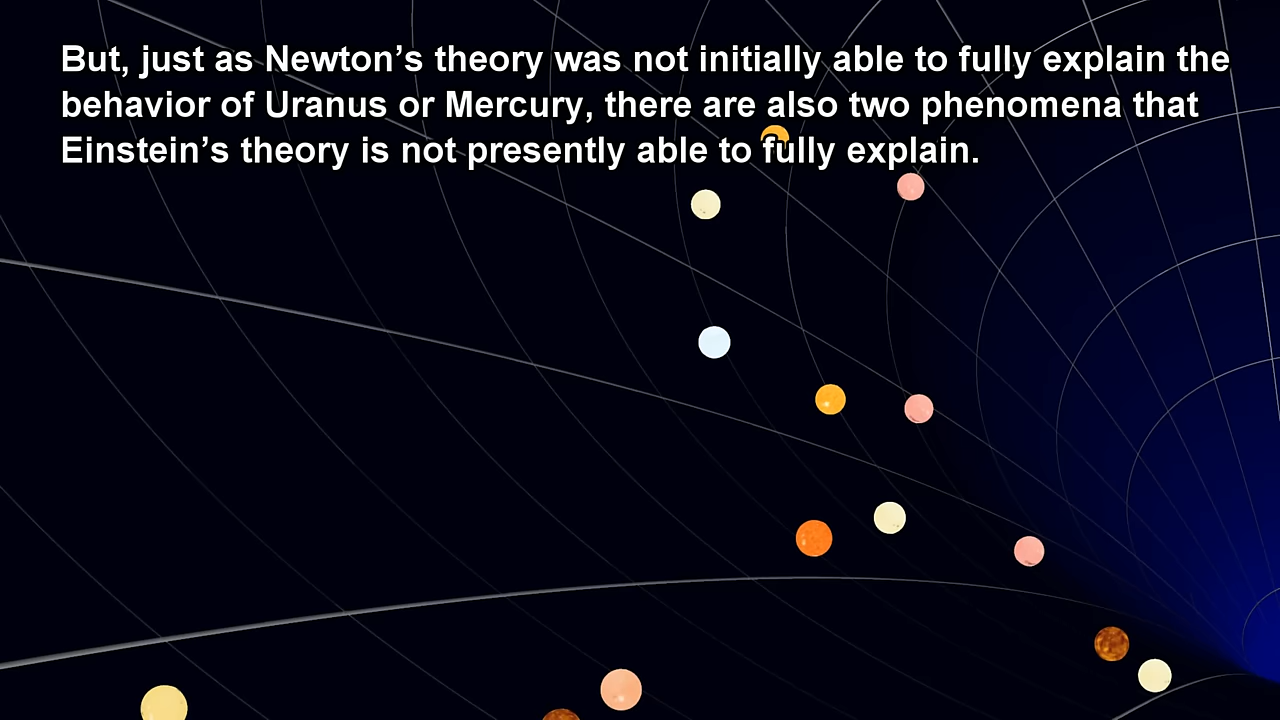 But, just as Newton’s theory was not initially able to fully explain the
behavior of Uranus or Mercury, there are also two phenomena that
Einstein’s theory is not presently able to fully explain.